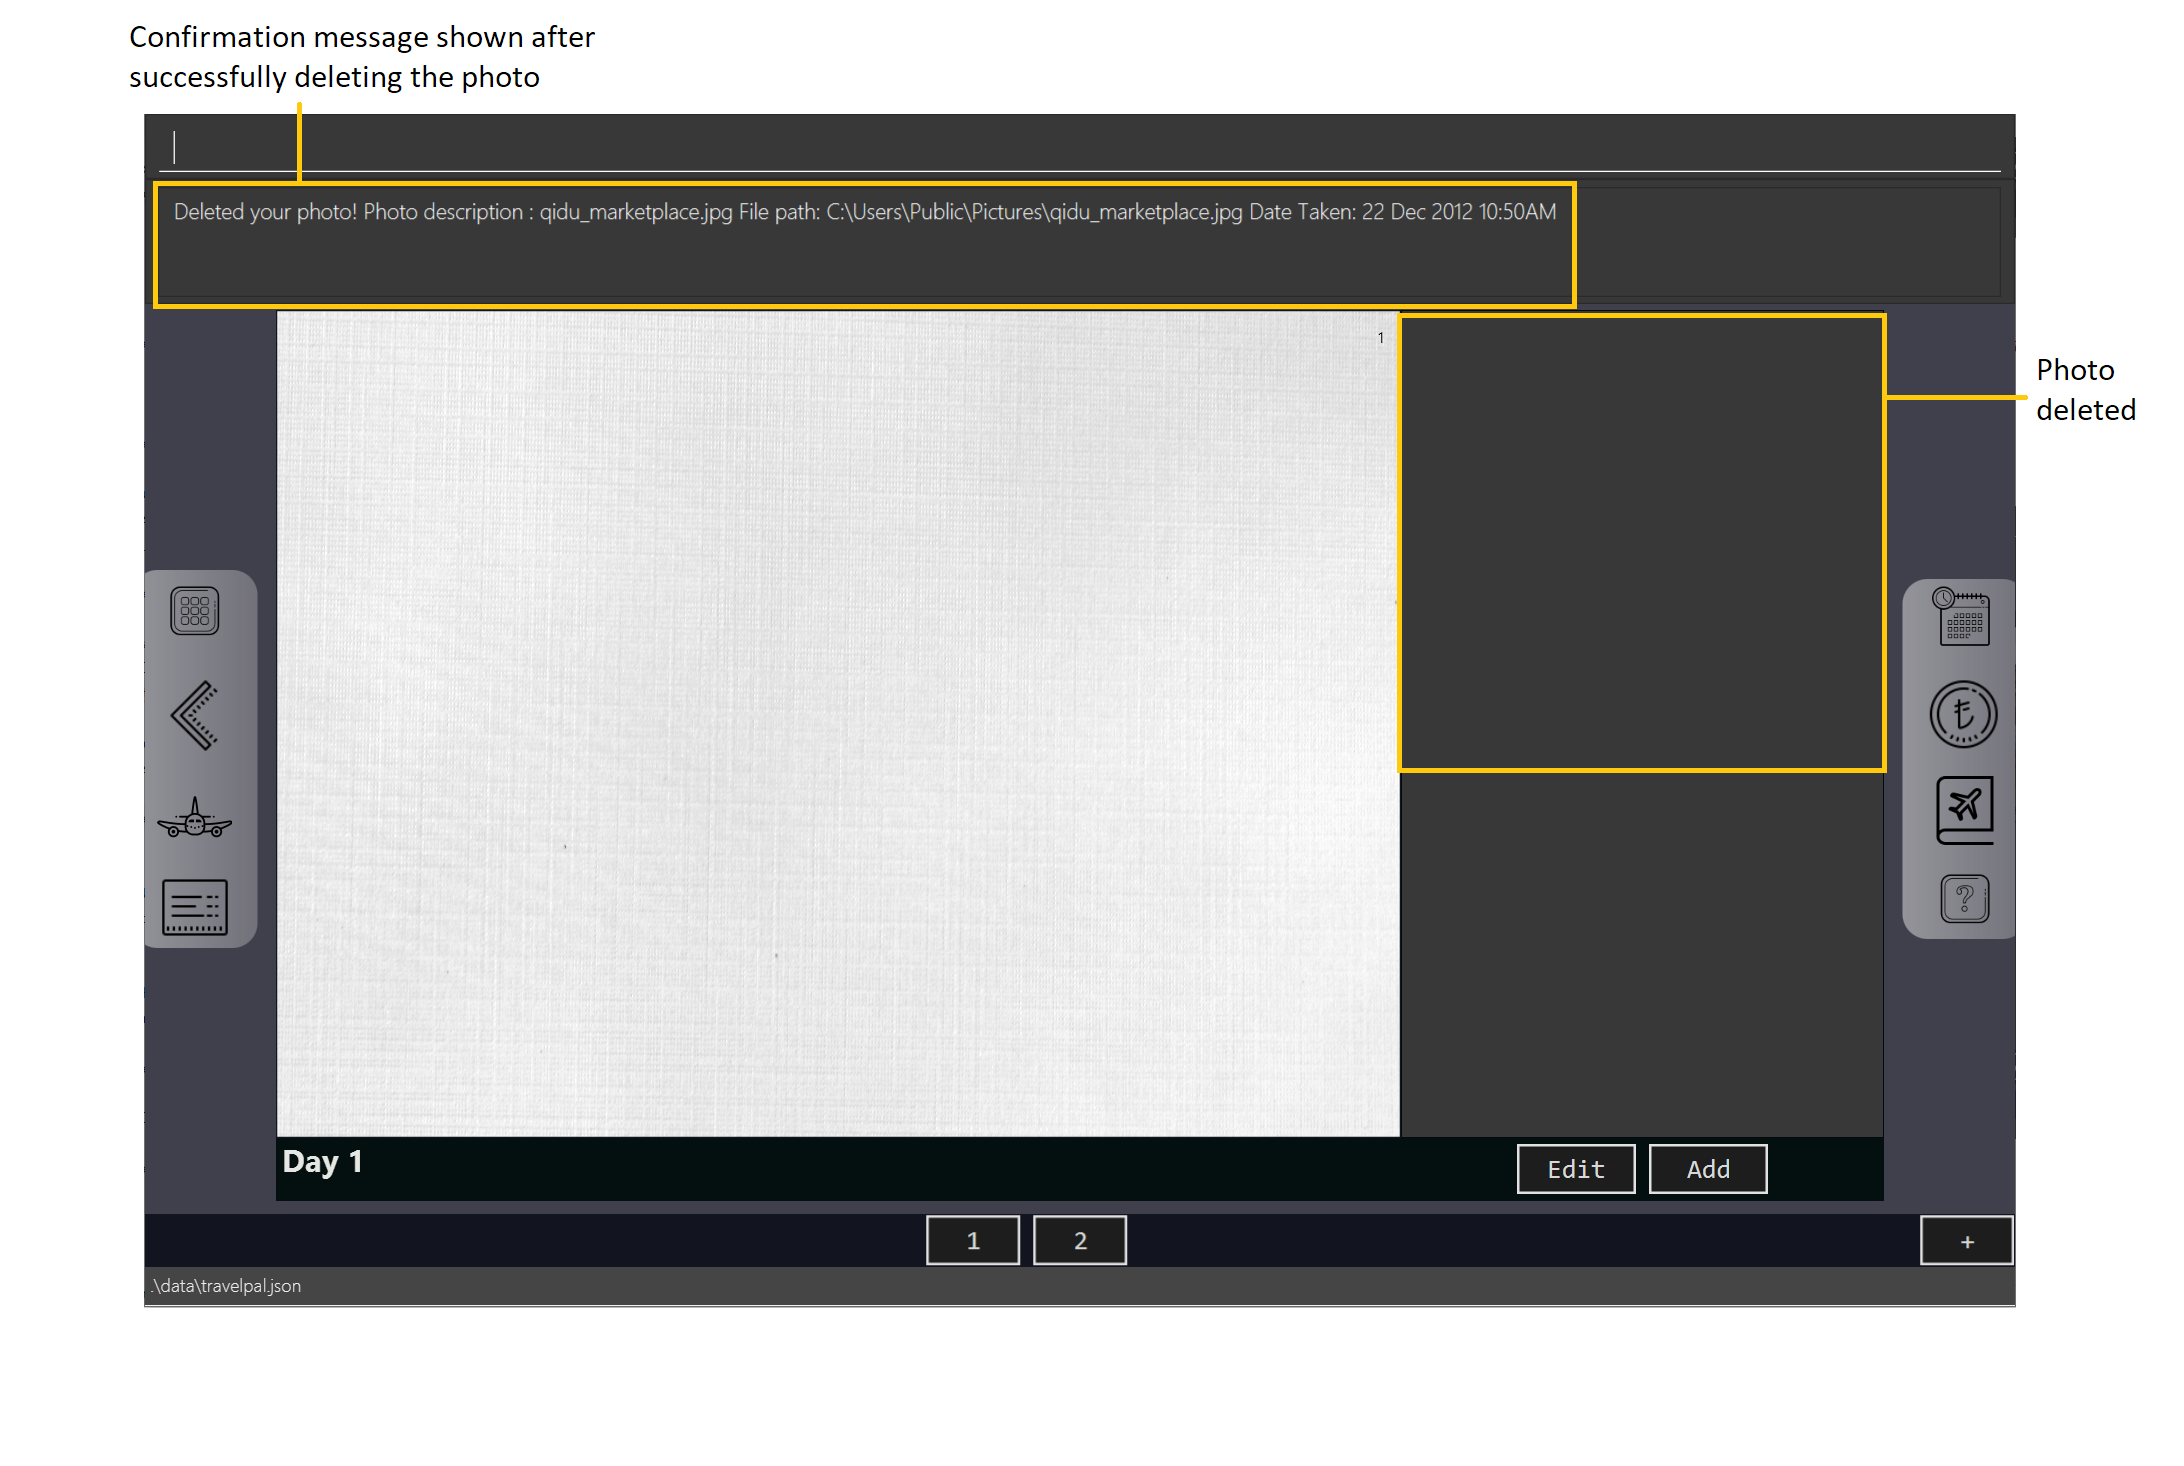 Confirmation message shown after
successfully deleting the photo
Deleted your photo! Photo description : qidu_marketplace.jpg File path: C:\Users\Public\Pictures\qidu_marketplace.jpg Date Taken: 22 Dec 2012 10:50AM
1
Photo
deleted
?
Day 1
Edit
Add
1
2
+
.\data\travelpal.json